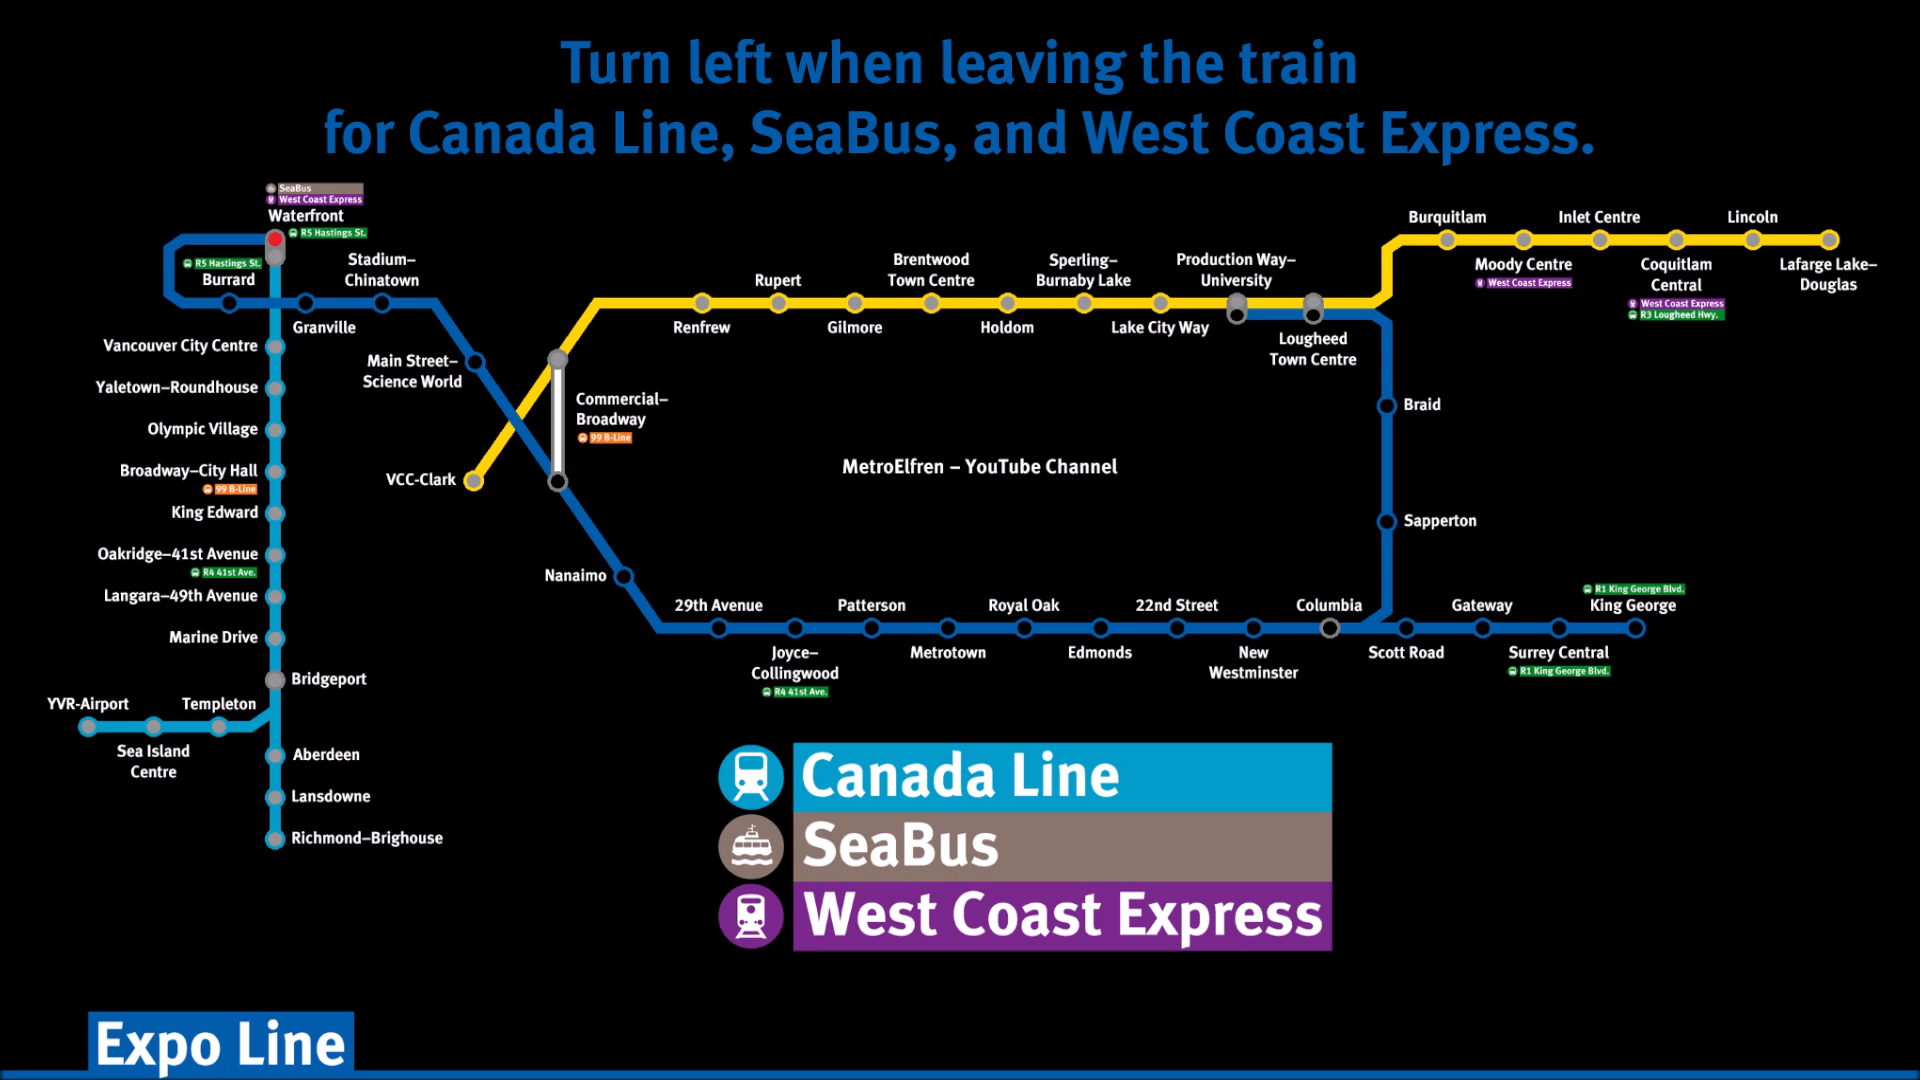 Turn left when leaving the train
for Canada Line, SeaBus, and West Coast Express.
SeaBus
West Coast Express
Waterfront
R5 Hastings St.
R5 Hastings St.
Burrard
Stadium–
Chinatown
Granville
Vancouver City Centre
Yaletown–Roundhouse
Olympic Village
Broadway–City Hall
99 B-Line
King Edward
Oakridge–41st Avenue
R4 41st Ave.
Langara–49th Avenue
Marine Drive
Bridgeport
YVR-Airport
Templeton
Sea Island
Centre
Aberdeen
Lansdowne
Richmond–Brighouse
Main Street–
Science World
VCC-Clark
Commercial–
Broadway
99 B-Line
Nanaimo
Renfrew
Rupert
Gilmore
Brentwood
Town Centre
Holdom
Sperling–
Burnaby Lake
Lake City Way
Production Way–
University
Lougheed
Town Centre
Burquitlam
Moody Centre
West Coast Express
Inlet Centre
Coquitlam
Central
West Coast Express
R3 Lougheed Hwy.
Lincoln
Lafarge Lake–
Douglas
MetroElfren – YouTube Channel
Braid
Sapperton
29th Avenue
Joyce–
Collingwood
R4 41st Ave.
Patterson
Metrotown
Royal Oak
Edmonds
22nd Street
New
Westminster
Columbia
Scott Road
Gateway
Surrey Central
R1 King George Blvd.
R1 King George Blvd.
King George
Canada Line
SeaBus
West Coast Express
Expo Line